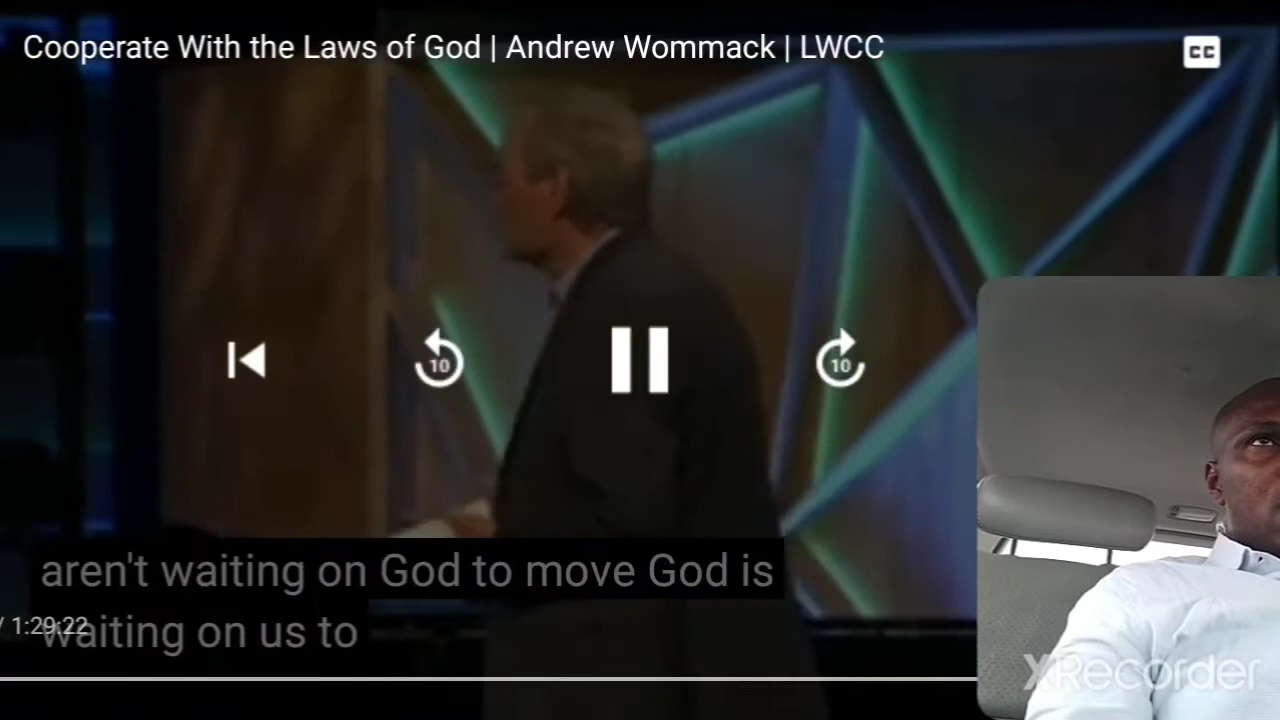 Cooperate With the Laws of God | Andrew Wommack | LWCC
CC
10
10
aren't waiting on God to move God is
/ 1:29:22
waiting on us to
XRecorder